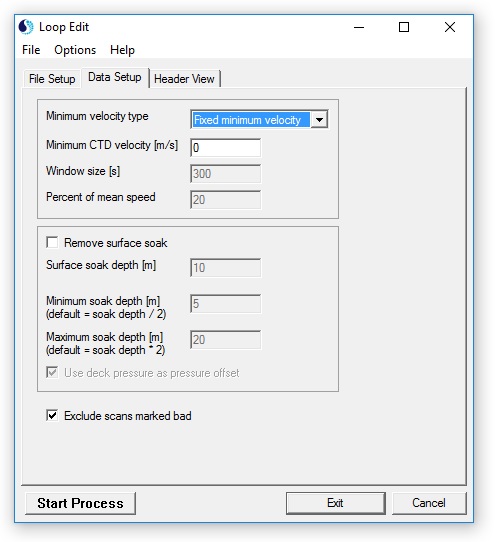 Loop Edit
File Options Help
File Setup Data Setup Header View
Minimum velocity type Fixed minimum velocity
Minimum CTD velocity [m/s] 0
Window size [s] 300
Percent of mean speed 20
Remove surface soak
Surface soak depth [m] 10
Minimum soak depth [m] 5
(default = soak depth / 2)
Maximum soak depth [m] 20
(default = soak depth * 2)
Use deck pressure as pressure offset
Exclude scans marked bad
Start Process Exit Cancel